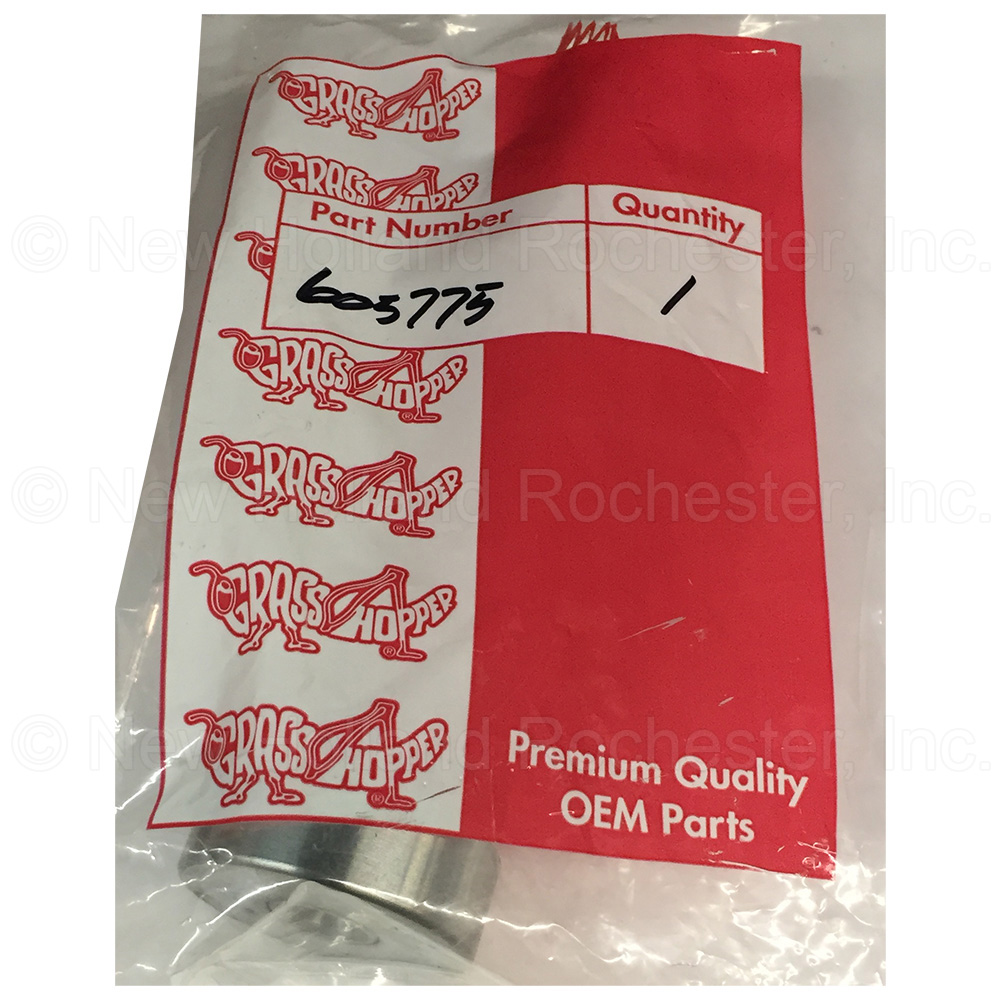 GRASSHOPPER®
GRASSHOPPER
Part Number Quantity
605775 1
GRASSHOPPER®
GRASSHOPPER®
GRASSHOPPER®
GRASSHOPPER®
Premium Quality
OEM Parts
© New Holland Rochester, Inc.
© New Holland Rochester, Inc.
© New Holland Rochester, Inc.